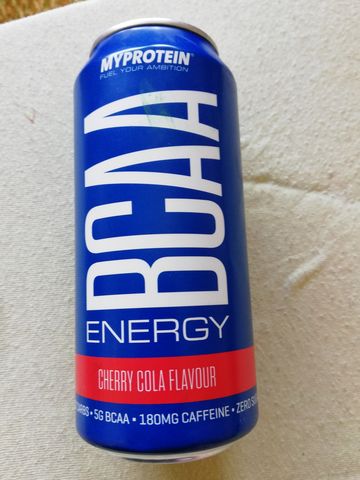 MYPROTEIN
FUEL YOUR AMBITION
BCAA
ENERGY
CHERRY COLA FLAVOUR
• 5G BCAA • 180MG CAFFEINE • ZERO